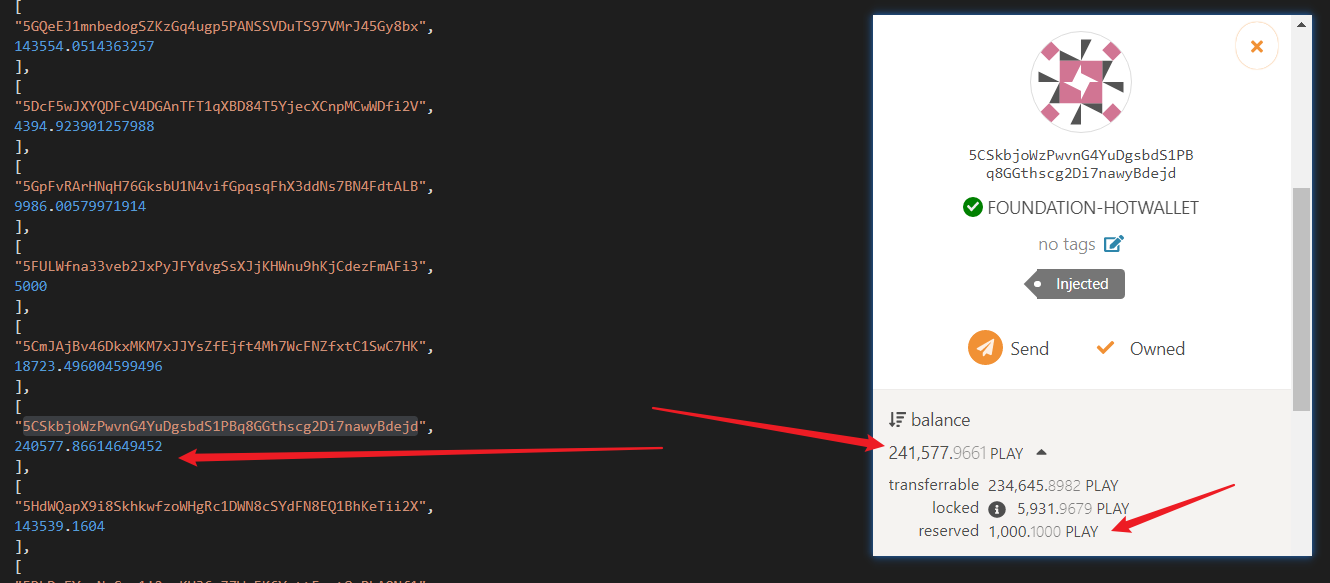 [
"5GQeEJ1mnbedogSZKzGq4ugp5PANSSVDuTS97VMrJ45Gy8bx",
143554.0514363257
],
[
"5DcF5wJXYQDFcV4DGAnTFT1qXBD84T5YjecXCnpMCwWDfi2V",
4394.923901257988
],
[
"5GpFvRArHNqH76GksbU1N4vifGpqsqFhX3ddNs7BN4FdtALB",
9986.00579971914
],
[
"5FULWfna33veb2JxPyJFYdvgSsXJjKHWnu9hKjCdezFmAFi3",
5000
],
[
"5CmJAjBv46DkxMKM7xJJYsZfEjft4Mh7WcFNZfxtC1SwC7HK",
18723.496004599496
],
[
"5CSkbjoWzPwvnG4YuDgsbdS1PBq8GGthscg2Di7nawyBdejd",
240577.86614649452
],
[
"5HdWQapX9i8SkhkwfzoWHgRc1DWN8cSYdFN8EQ1BhKeTii2X",
143539.1604
],
[
5CSkbjoWzPwvnG4YuDgsbdS1PB
q8GGthscg2Di7nawyBdejd
FOUNDATION-HOTWALLET
no tags
Injected
Send Owned
balance
241,577.9661 PLAY
transferrable 234,645.8982 PLAY
locked 5,931.9679 PLAY
reserved 1,000.1000 PLAY